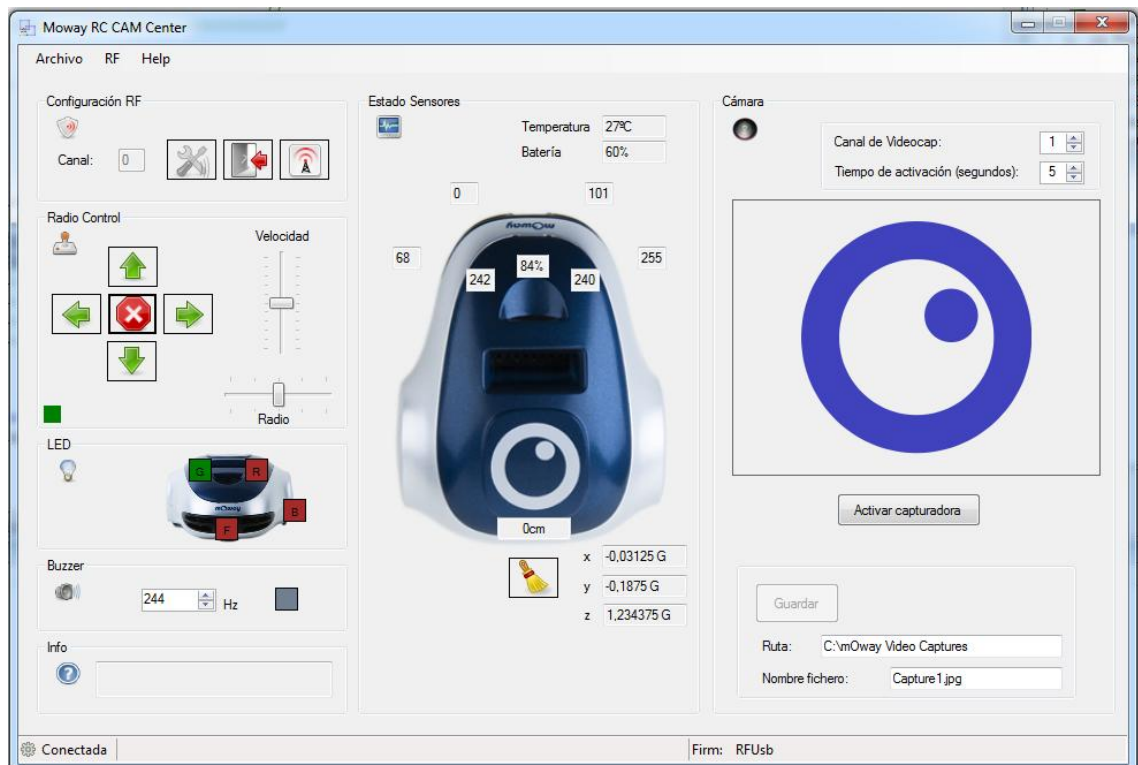 Moway RC CAM Center
Archivo RF Help
Configuración RF
Canal: 0
Radio Control
Velocidad
Radio
LED
G R
mOway
B
F
Buzzer
244 Hz
Info
Estado Sensores
Temperatura 27ºC
Batería 60%
0 101
mOway
68 255
242 84% 240
0cm
x -0,03125 G
y -0,1875 G
z 1,234375 G
Cámara
Canal de Videocap: 1
Tiempo de activación (segundos): 5
Activar capturadora
Guardar
Ruta: C:\mOway Video Captures
Nombre fichero: Capture1.jpg
Conectada Firm: RFUsb